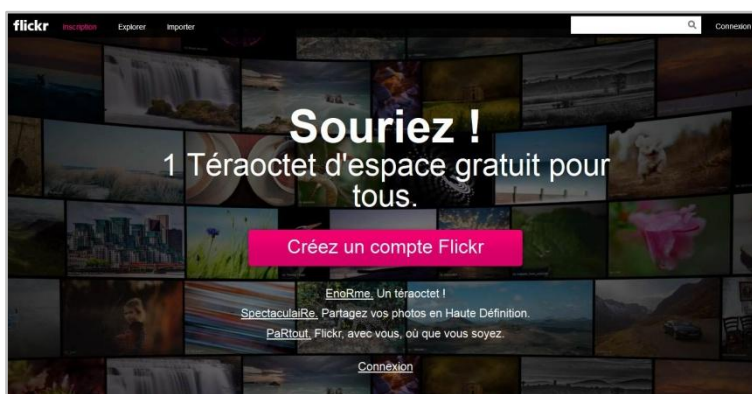 flickr Inscription Explorer Importer Connexion
Souriez !
1 Téraoctet d'espace gratuit pour
tous.
Créez un compte Flickr
EnoRme. Un téraoctet !
SpectaculaiRe. Partagez vos photos en Haute Définition.
PaRtout. Flickr, avec vous, où que vous soyez.
Connexion